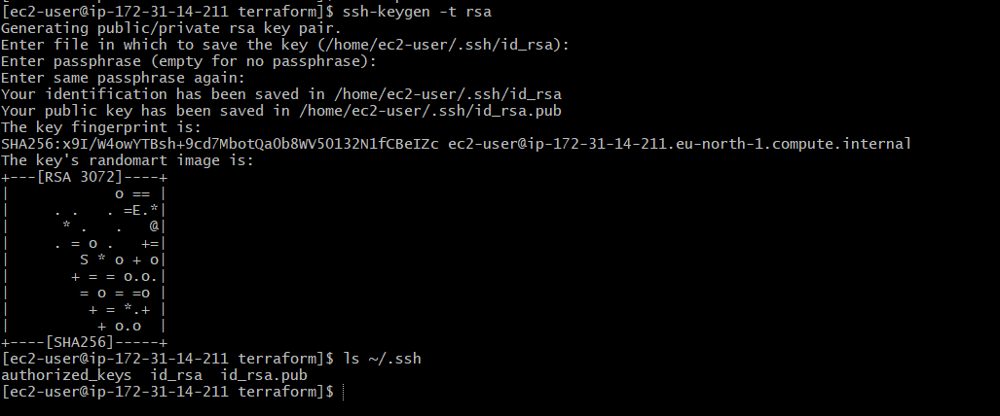 [ec2-user@ip-172-31-14-211 terraform]$ ssh-keygen -t rsa
Generating public/private rsa key pair.
Enter file in which to save the key (/home/ec2-user/.ssh/id_rsa):
Enter passphrase (empty for no passphrase):
Enter same passphrase again:
Your identification has been saved in /home/ec2-user/.ssh/id_rsa
Your public key has been saved in /home/ec2-user/.ssh/id_rsa.pub
The key fingerprint is:
SHA256:x9I/W4owYTBsh+9cd7MbotQa0b8WV50132N1fCBeIZc ec2-user@ip-172-31-14-211.eu-north-1.compute.internal
The key's randomart image is:
+---[RSA 3072]----+
|            o == |
|     . .   . =E.*|
|      * .   .   @|
|     . = o .   +=|
|        S * o + o|
|       + = = o.o.|
|        = o = =o |
|         + = *.+ |
|          + o.o  |
+----[SHA256]-----+
[ec2-user@ip-172-31-14-211 terraform]$ ls ~/.ssh
authorized_keys  id_rsa  id_rsa.pub
[ec2-user@ip-172-31-14-211 terraform]$